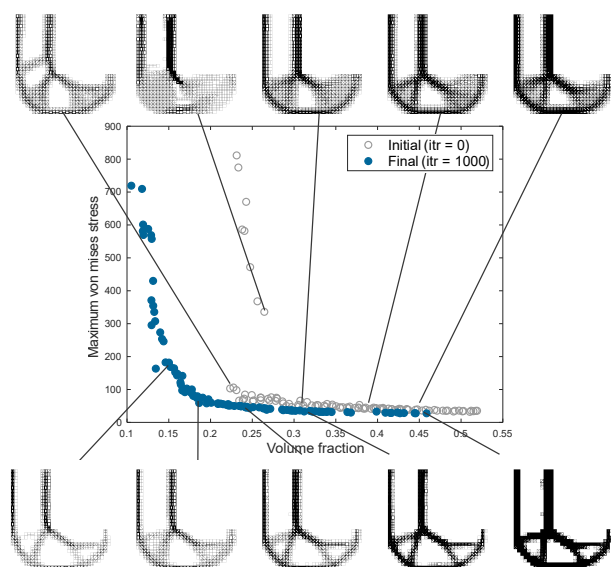 900
800
700
600
500
400
300
200
100
0
Maximum von mises stress
Initial (itr = 0)
Final (itr = 1000)
0.1 0.15 0.2 0.25 0.3 0.35 0.4 0.45 0.5 0.55
Volume fraction